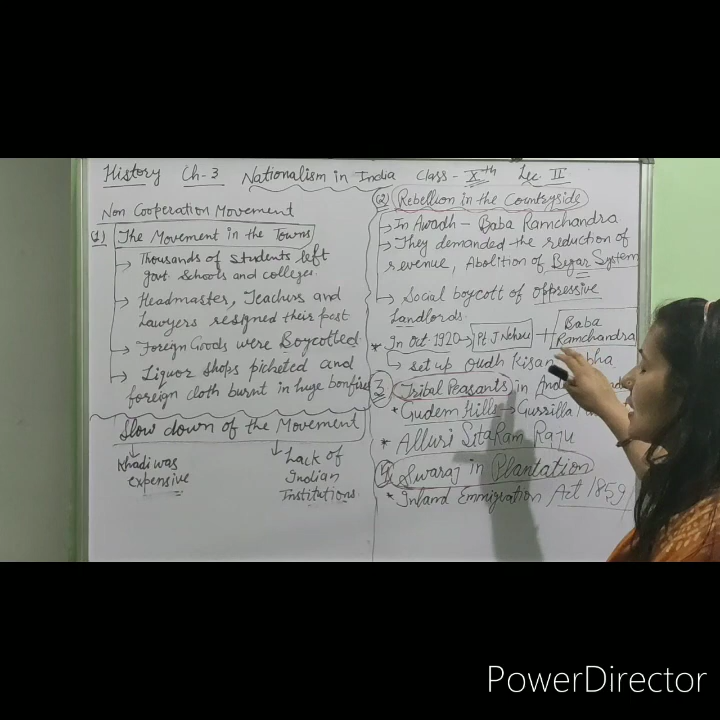 History Ch-3 Nationalism in India Class - Xth Lec II
Non Cooperation Movement
(1) The Movement in the Towns
→ Thousands of students left
govt. schools and colleges.
→ Headmaster, Teachers and
Lawyers resigned their post
→ Foreign Goods were Boycotted
→ Liquor shops picheted and
foreign cloth burnt in huge bonfire
Slow down of the Movement
Khadi was
expensive
Lack of
Indian
Institutions
(2) Rebellion in the Countryside
→ In Awadh - Baba Ramchandra
→ They demanded the reduction of
revenue, Abolition of Begar System
→ Social boycott of oppressive
Landlords.
* In Oct 1920 → Pt J Nehru + Baba Ramchandra
→ set up Oudh Kisan
3 Tribal Peasants in
* Gudem Hills → Gurrilla
* Alluri SitaRam Raju
4 Swaraj in Plantation
* Inland Emmigration Act 1859
PowerDirector